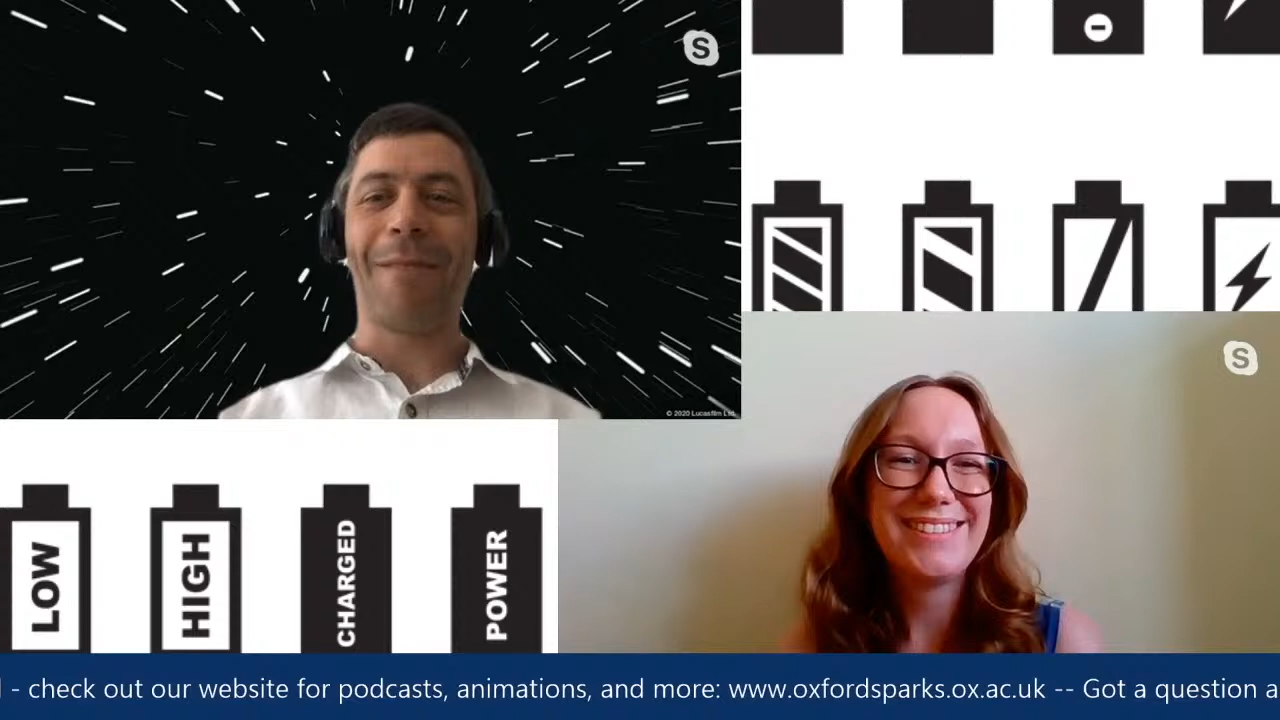 S
© 2020 Lucasfilm Ltd.
S
LOW
HIGH
CHARGED
POWER
- check out our website for podcasts, animations, and more: www.oxfordsparks.ox.ac.uk -- Got a question a